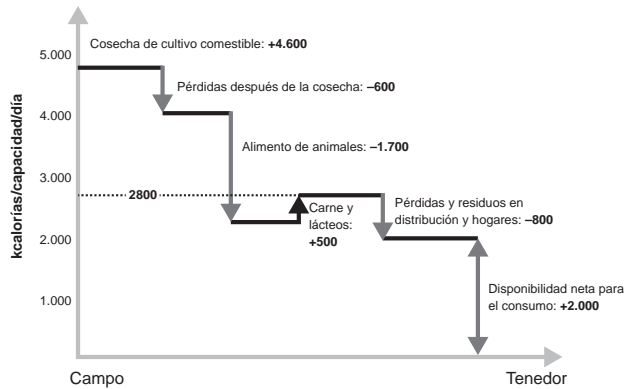 kcalorías/capacidad/día
5.000
4.000
3.000
2.000
1.000
Cosecha de cultivo comestible: +4.600
Pérdidas después de la cosecha: –600
Alimento de animales: –1.700
2800
Carne y
lácteos:
+500
Pérdidas y residuos en
distribución y hogares: –800
Disponibilidad neta para
el consumo: +2.000
Campo
Tenedor